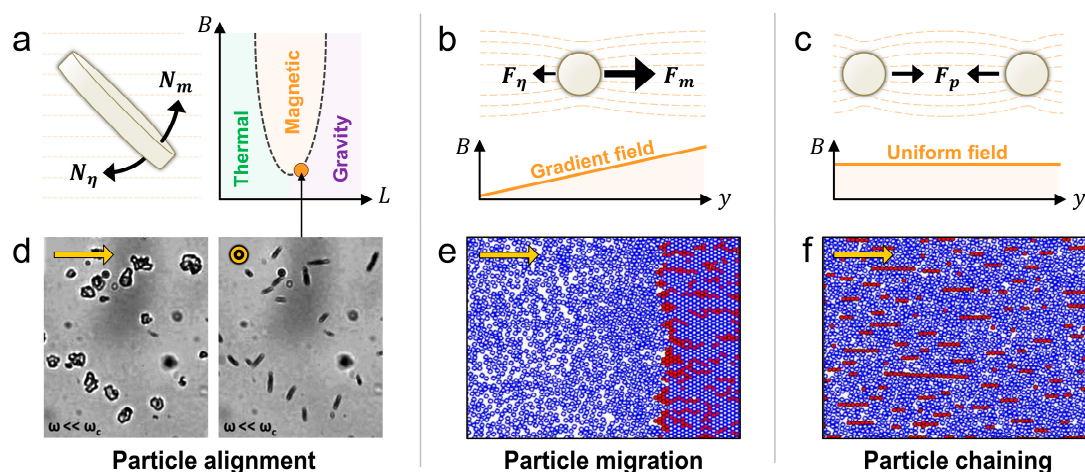 a
N_m
N_η
B
Thermal
Magnetic
Gravity
L
b
F_η
F_m
B
Gradient field
y
c
F_p
B
Uniform field
y
d
ω << ω_c
ω << ω_c
Particle alignment
e
Particle migration
f
Particle chaining